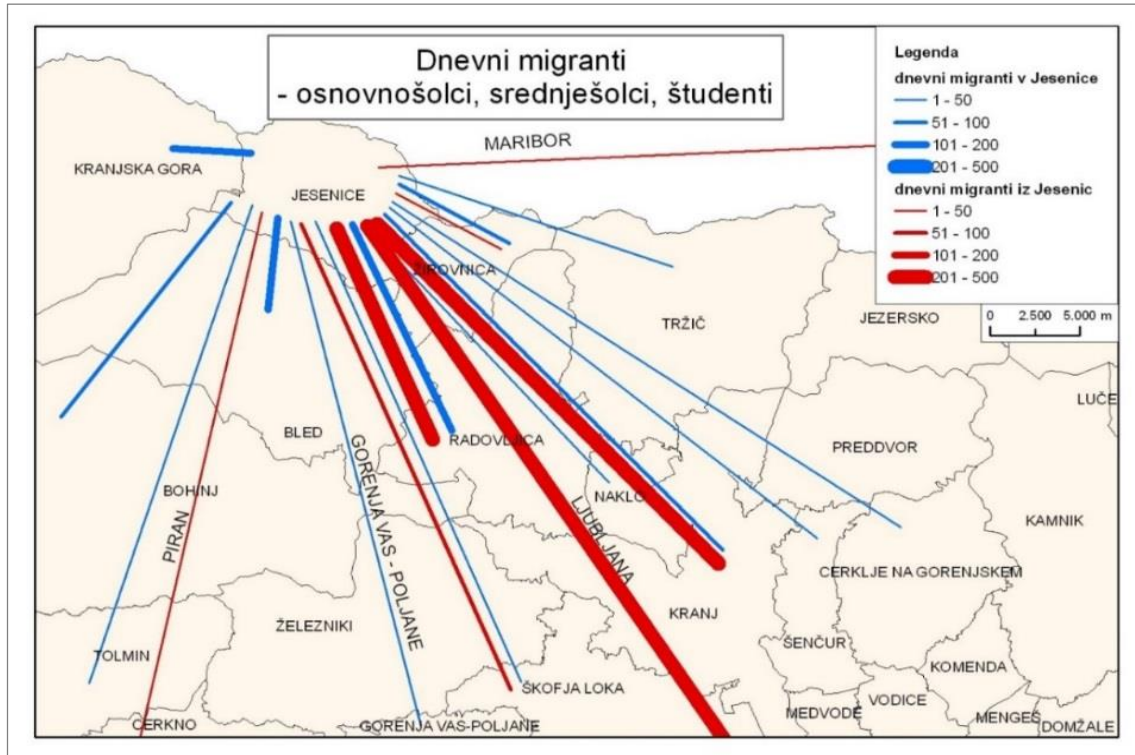 Dnevni migranti
- osnovnošolci, srednješolci, študenti
Legenda
dnevni migranti v Jesenice
1 - 50
51 - 100
101 - 200
201 - 500
dnevni migranti iz Jesenic
1 - 50
51 - 100
101 - 200
201 - 500
0 2.500 5.000 m
MARIBOR
KRANJSKA GORA
JESENICE
ŽIROVNICA
TRŽIČ
JEZERSKO
LUČE
BLED
RADOVLJICA
PREDDVOR
GORENJA VAS - POLJANE
BOHINJ
PIRAN
NAKLO
LJUBLJANA
KAMNIK
CERKLJE NA GORENJSKEM
KRANJ
ŽELEZNIKI
ŠENČUR
TOLMIN
KOMENDA
ŠKOFJA LOKA
VODICE
MEDVODE
MENGEŠ
DOMŽALE
CERKNO
GORENJA VAS-POLJANE